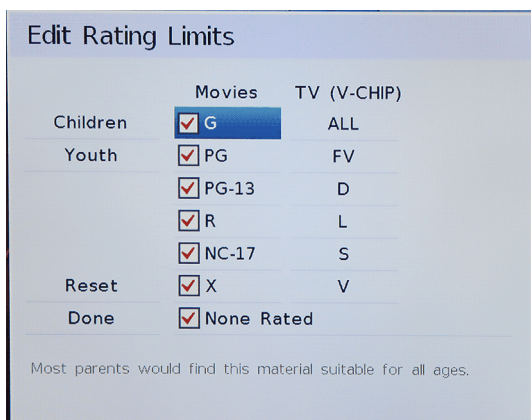 Edit Rating Limits
Movies TV (V-CHIP)
Children G ALL
Youth PG FV
PG-13 D
R L
NC-17 S
Reset X V
Done None Rated
Most parents would find this material suitable for all ages.